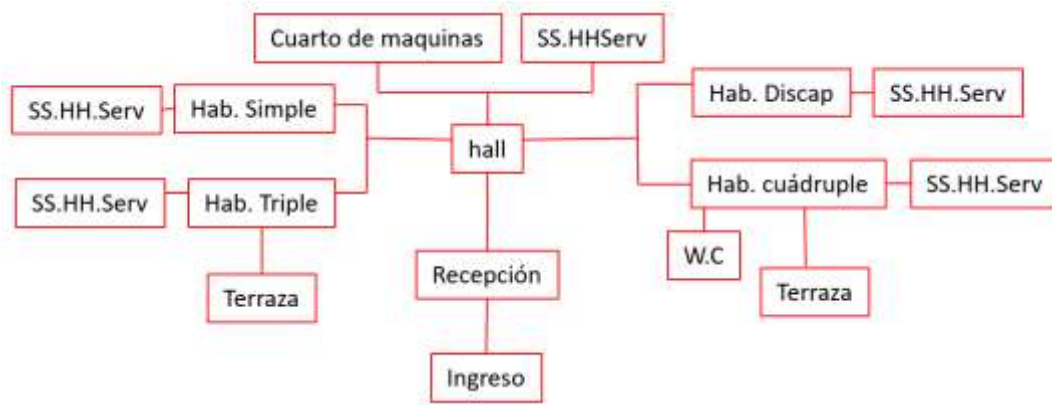 Cuarto de maquinas
SS.HHServ
SS.HH.Serv
Hab. Simple
Hab. Discap
SS.HH.Serv
hall
SS.HH.Serv
Hab. Triple
Hab. cuádruple
SS.HH.Serv
W.C
Terraza
Recepción
Terraza
Ingreso